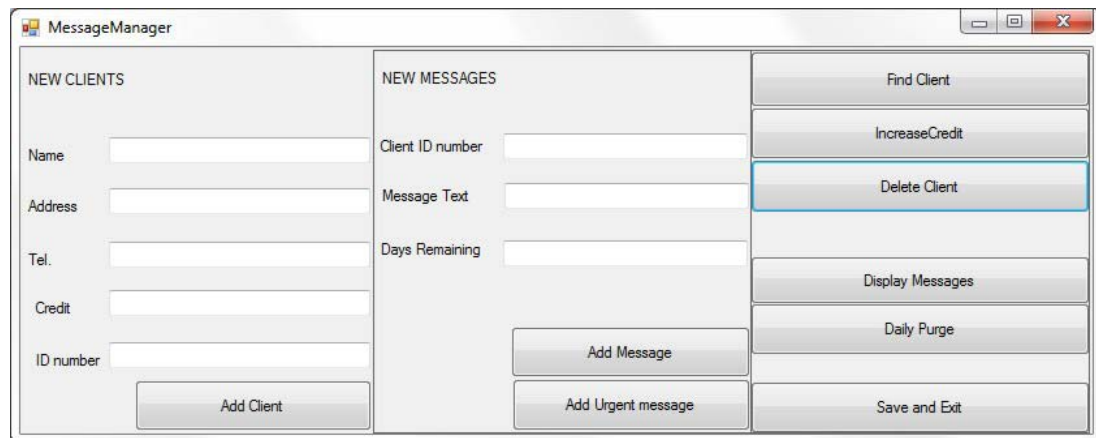 MessageManager
NEW CLIENTS
Name
Address
Tel.
Credit
ID number
Add Client
NEW MESSAGES
Client ID number
Message Text
Days Remaining
Add Message
Add Urgent message
Find Client
IncreaseCredit
Delete Client
Display Messages
Daily Purge
Save and Exit